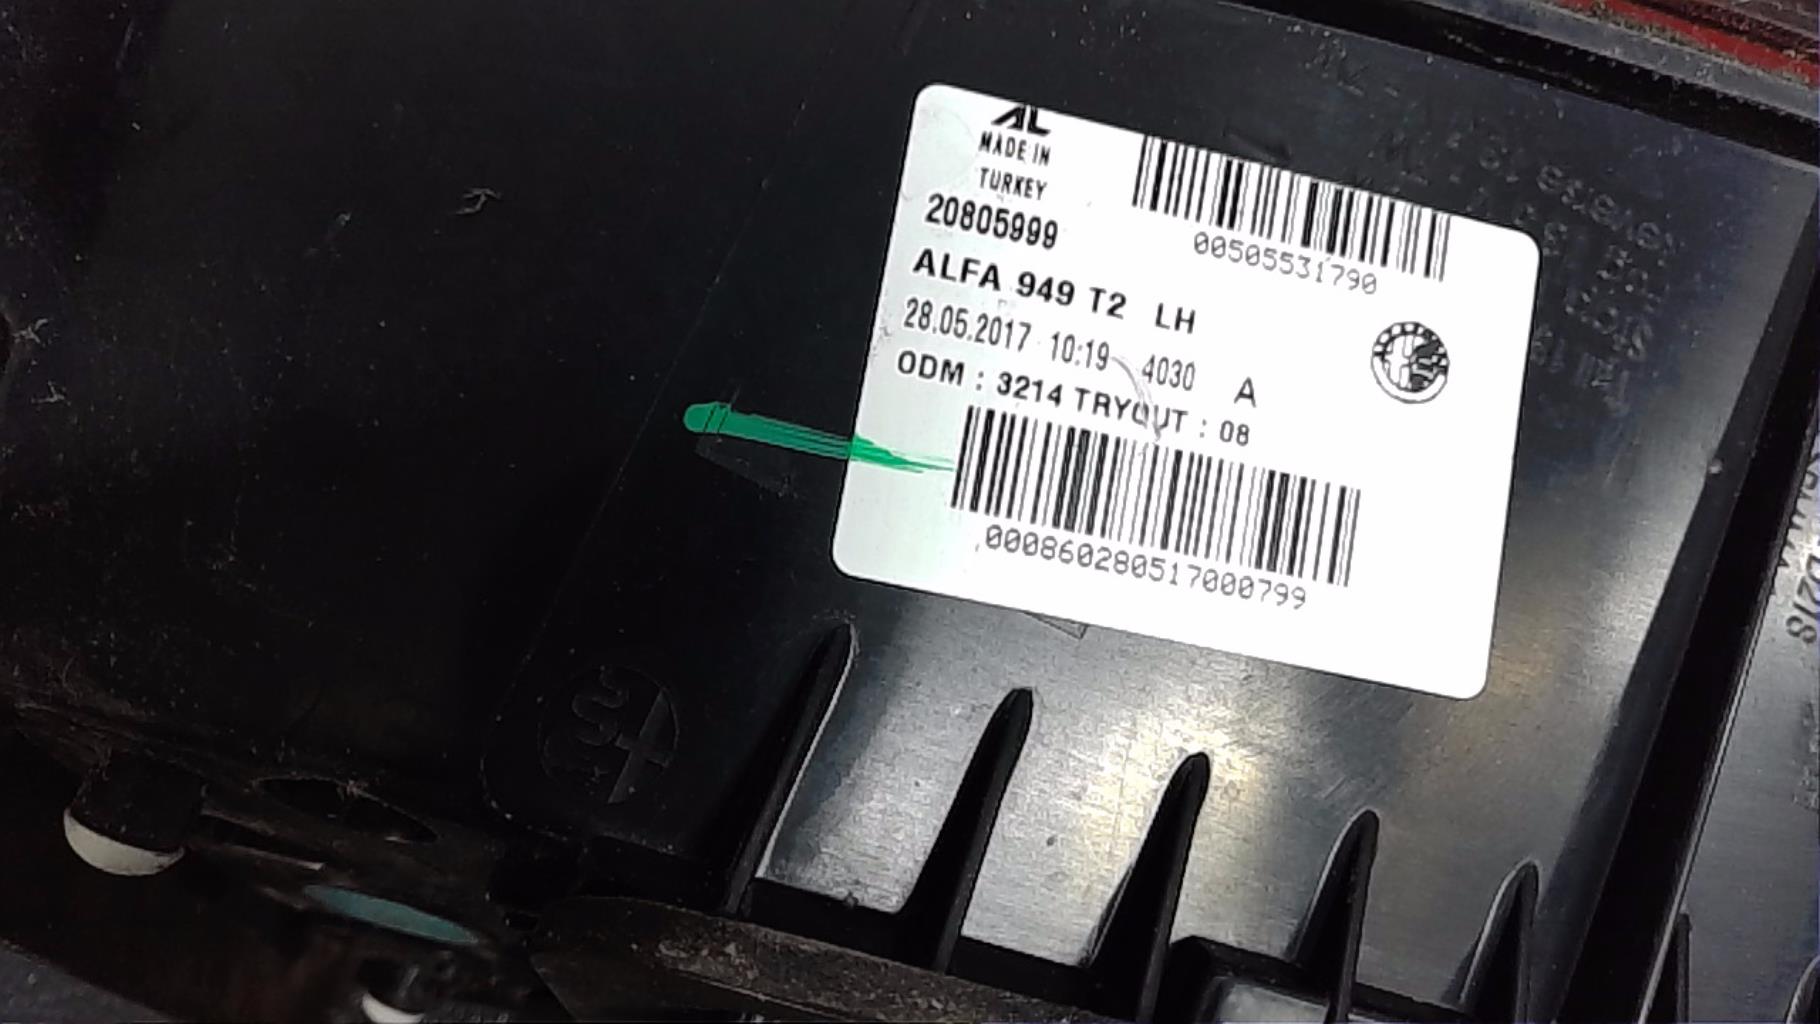 AL
MADE IN
TURKEY
00505531790
20805999
ALFA 949 T2 LH
28.05.2017 10:19 4030 A
ODM : 3214 TRYOUT : 08
000860280517000799